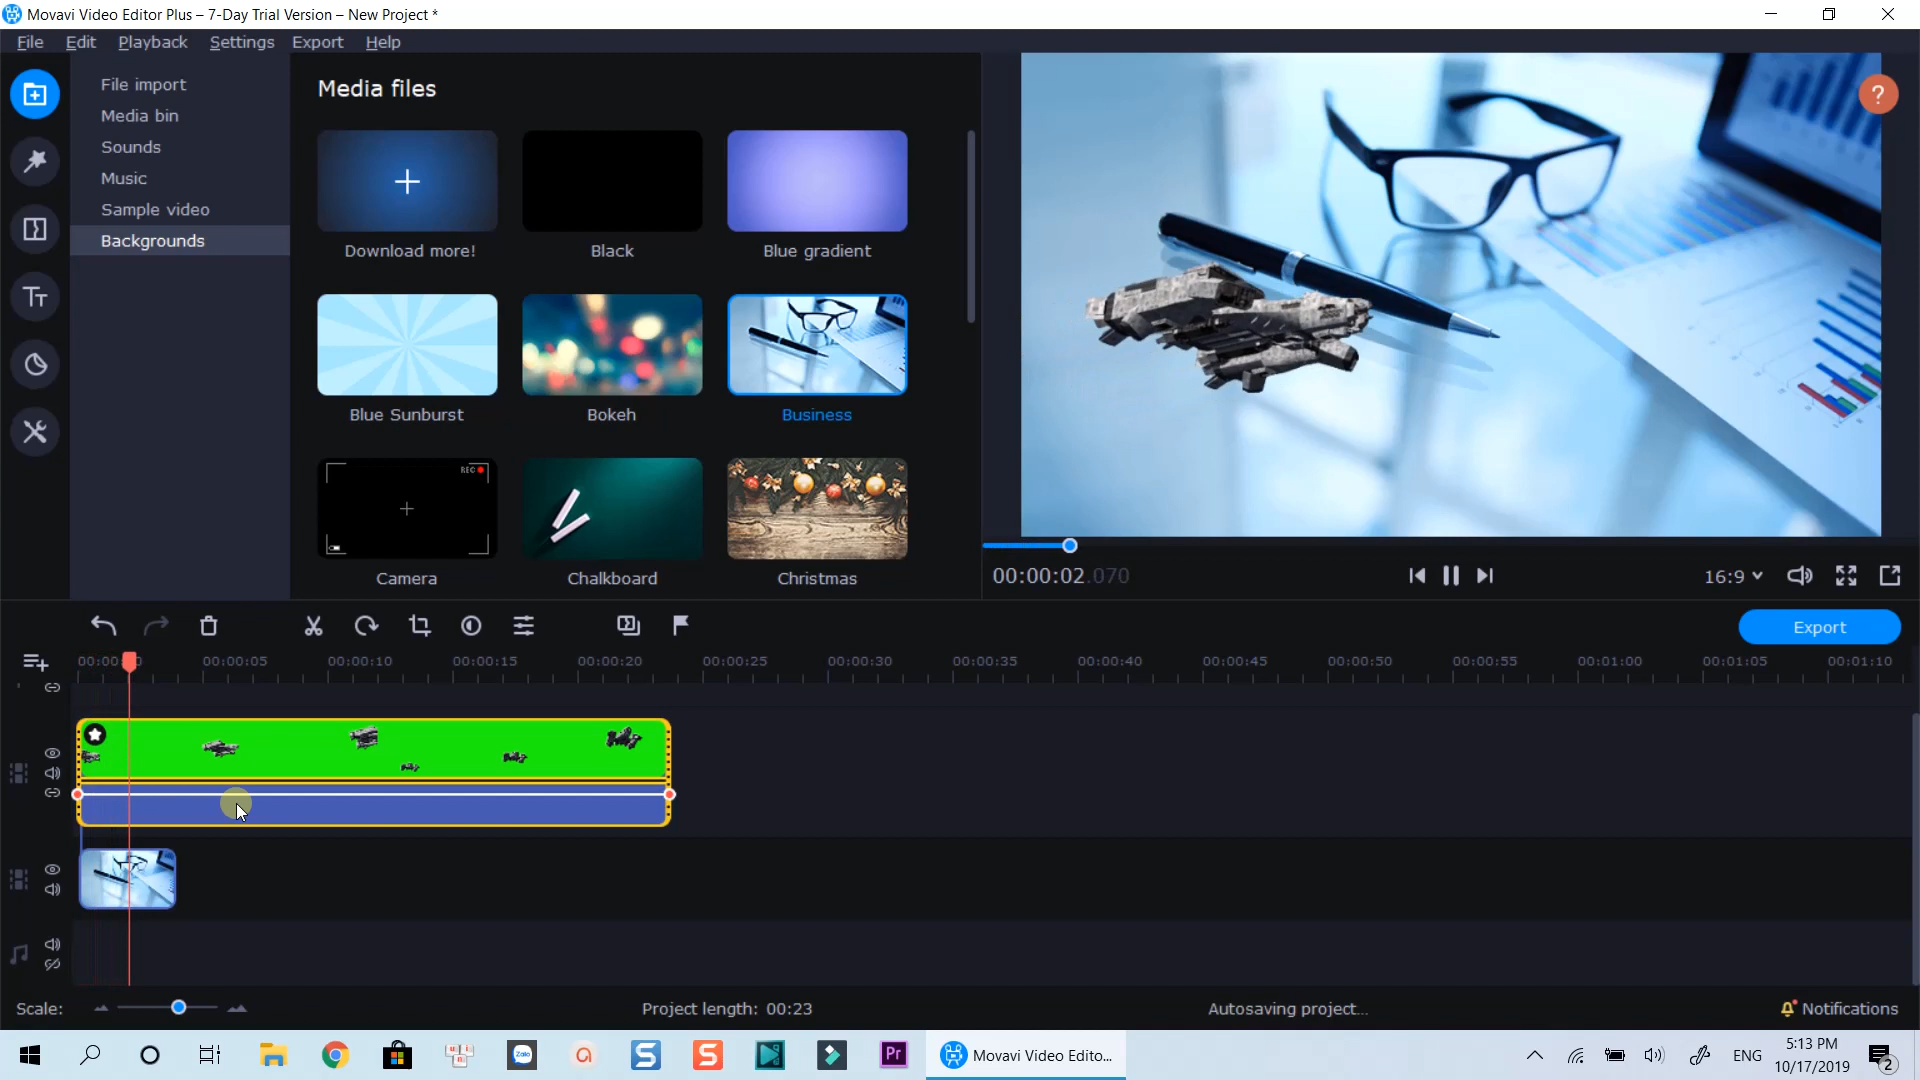 Movavi Video Editor Plus – 7-Day Trial Version – New Project *
File Edit Playback Settings Export Help
File import
Media bin
Sounds
Music
Sample video
Backgrounds
Media files
Download more!
Black
Blue gradient
Blue Sunburst
Bokeh
Business
REC
Camera
Chalkboard
Christmas
?
00:00:02.070
16:9
Export
00:00:05 00:00:10 00:00:15 00:00:20 00:00:25 00:00:30 00:00:35 00:00:40 00:00:45 00:00:50 00:00:55 00:01:00 00:01:05 00:01:10
Scale:
Project length: 00:23
Autosaving project...
Notifications
Zalo
S
S
Pr
Movavi Video Edito...
ENG
5:13 PM
10/17/2019
2